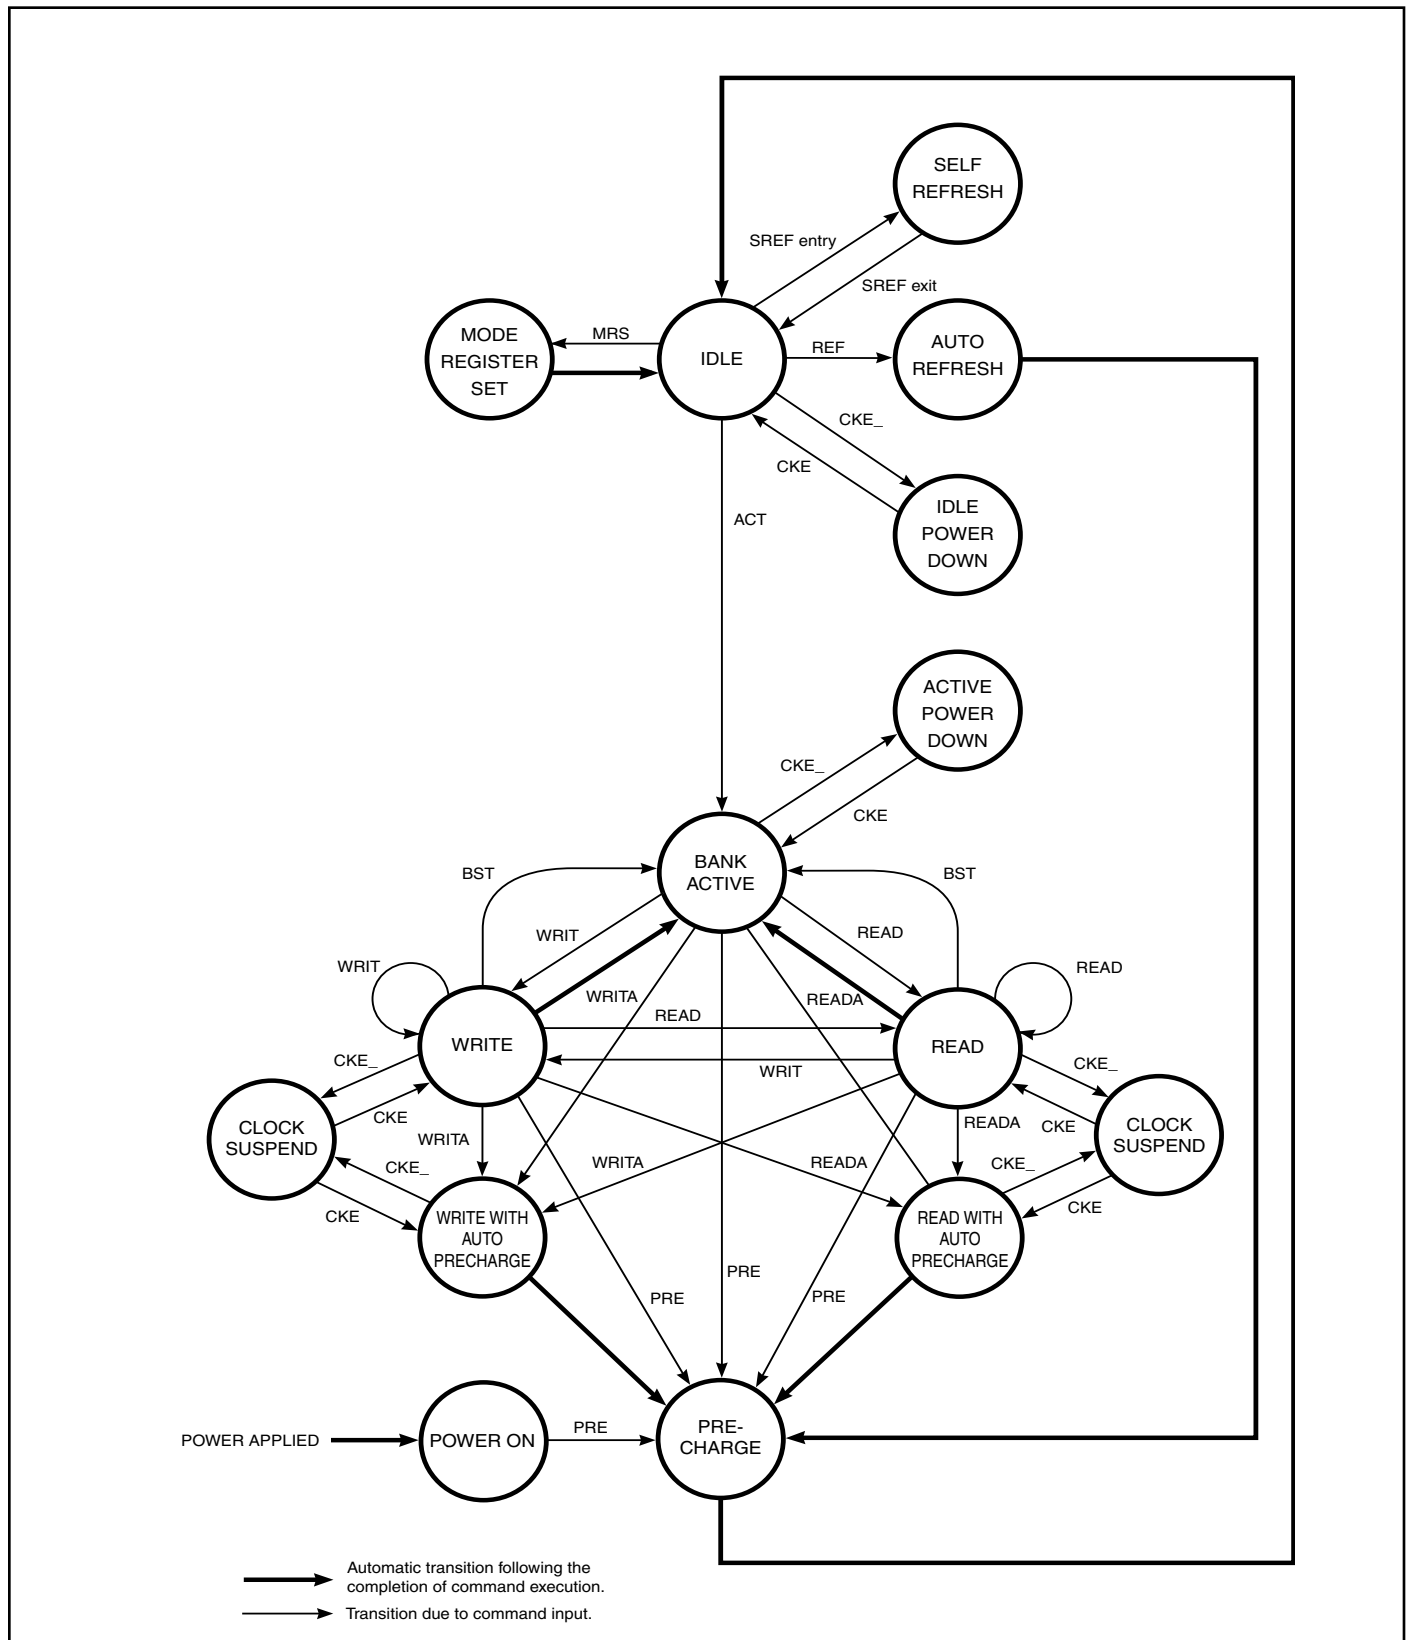 SELF
REFRESH
SREF entry
SREF exit
MODE
REGISTER
SET
MRS
IDLE
REF
AUTO
REFRESH
CKE_
CKE
IDLE
POWER
DOWN
ACT
ACTIVE
POWER
DOWN
CKE_
CKE
BANK
ACTIVE
BST
BST
WRIT
READ
WRIT
READ
WRITA
READA
READ
WRITE
READ
WRIT
CKE_
CKE_
CKE
CKE
CLOCK
SUSPEND
CLOCK
SUSPEND
WRITA
READA
CKE_
WRITA
READA
CKE_
CKE
CKE
WRITE WITH
AUTO
PRECHARGE
READ WITH
AUTO
PRECHARGE
PRE
PRE
PRE
POWER APPLIED
POWER ON
PRE
PRE-
CHARGE
Automatic transition following the
completion of command execution.
Transition due to command input.